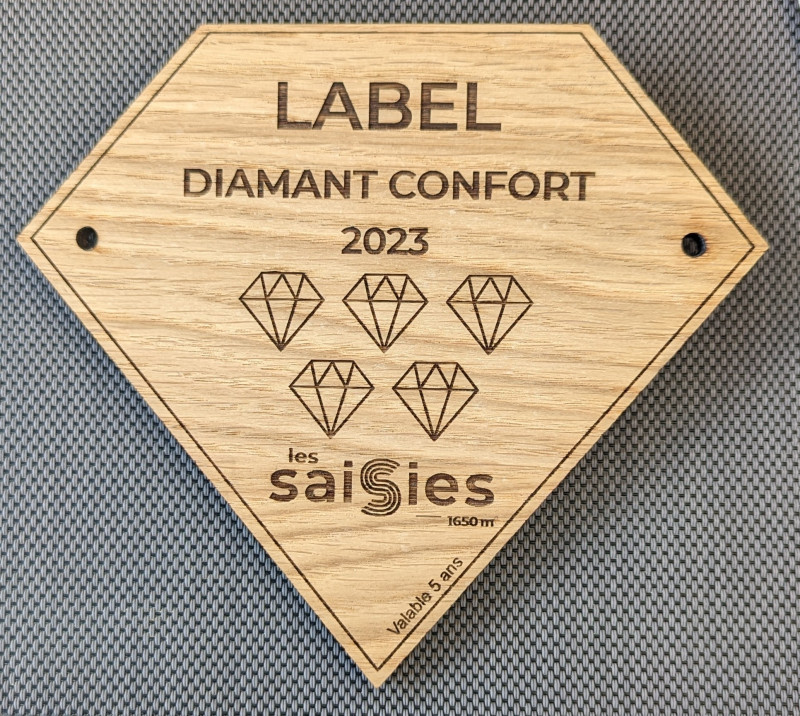 LABEL
DIAMANT CONFORT
2023
les
saisies
1650 m
Valable 5 ans